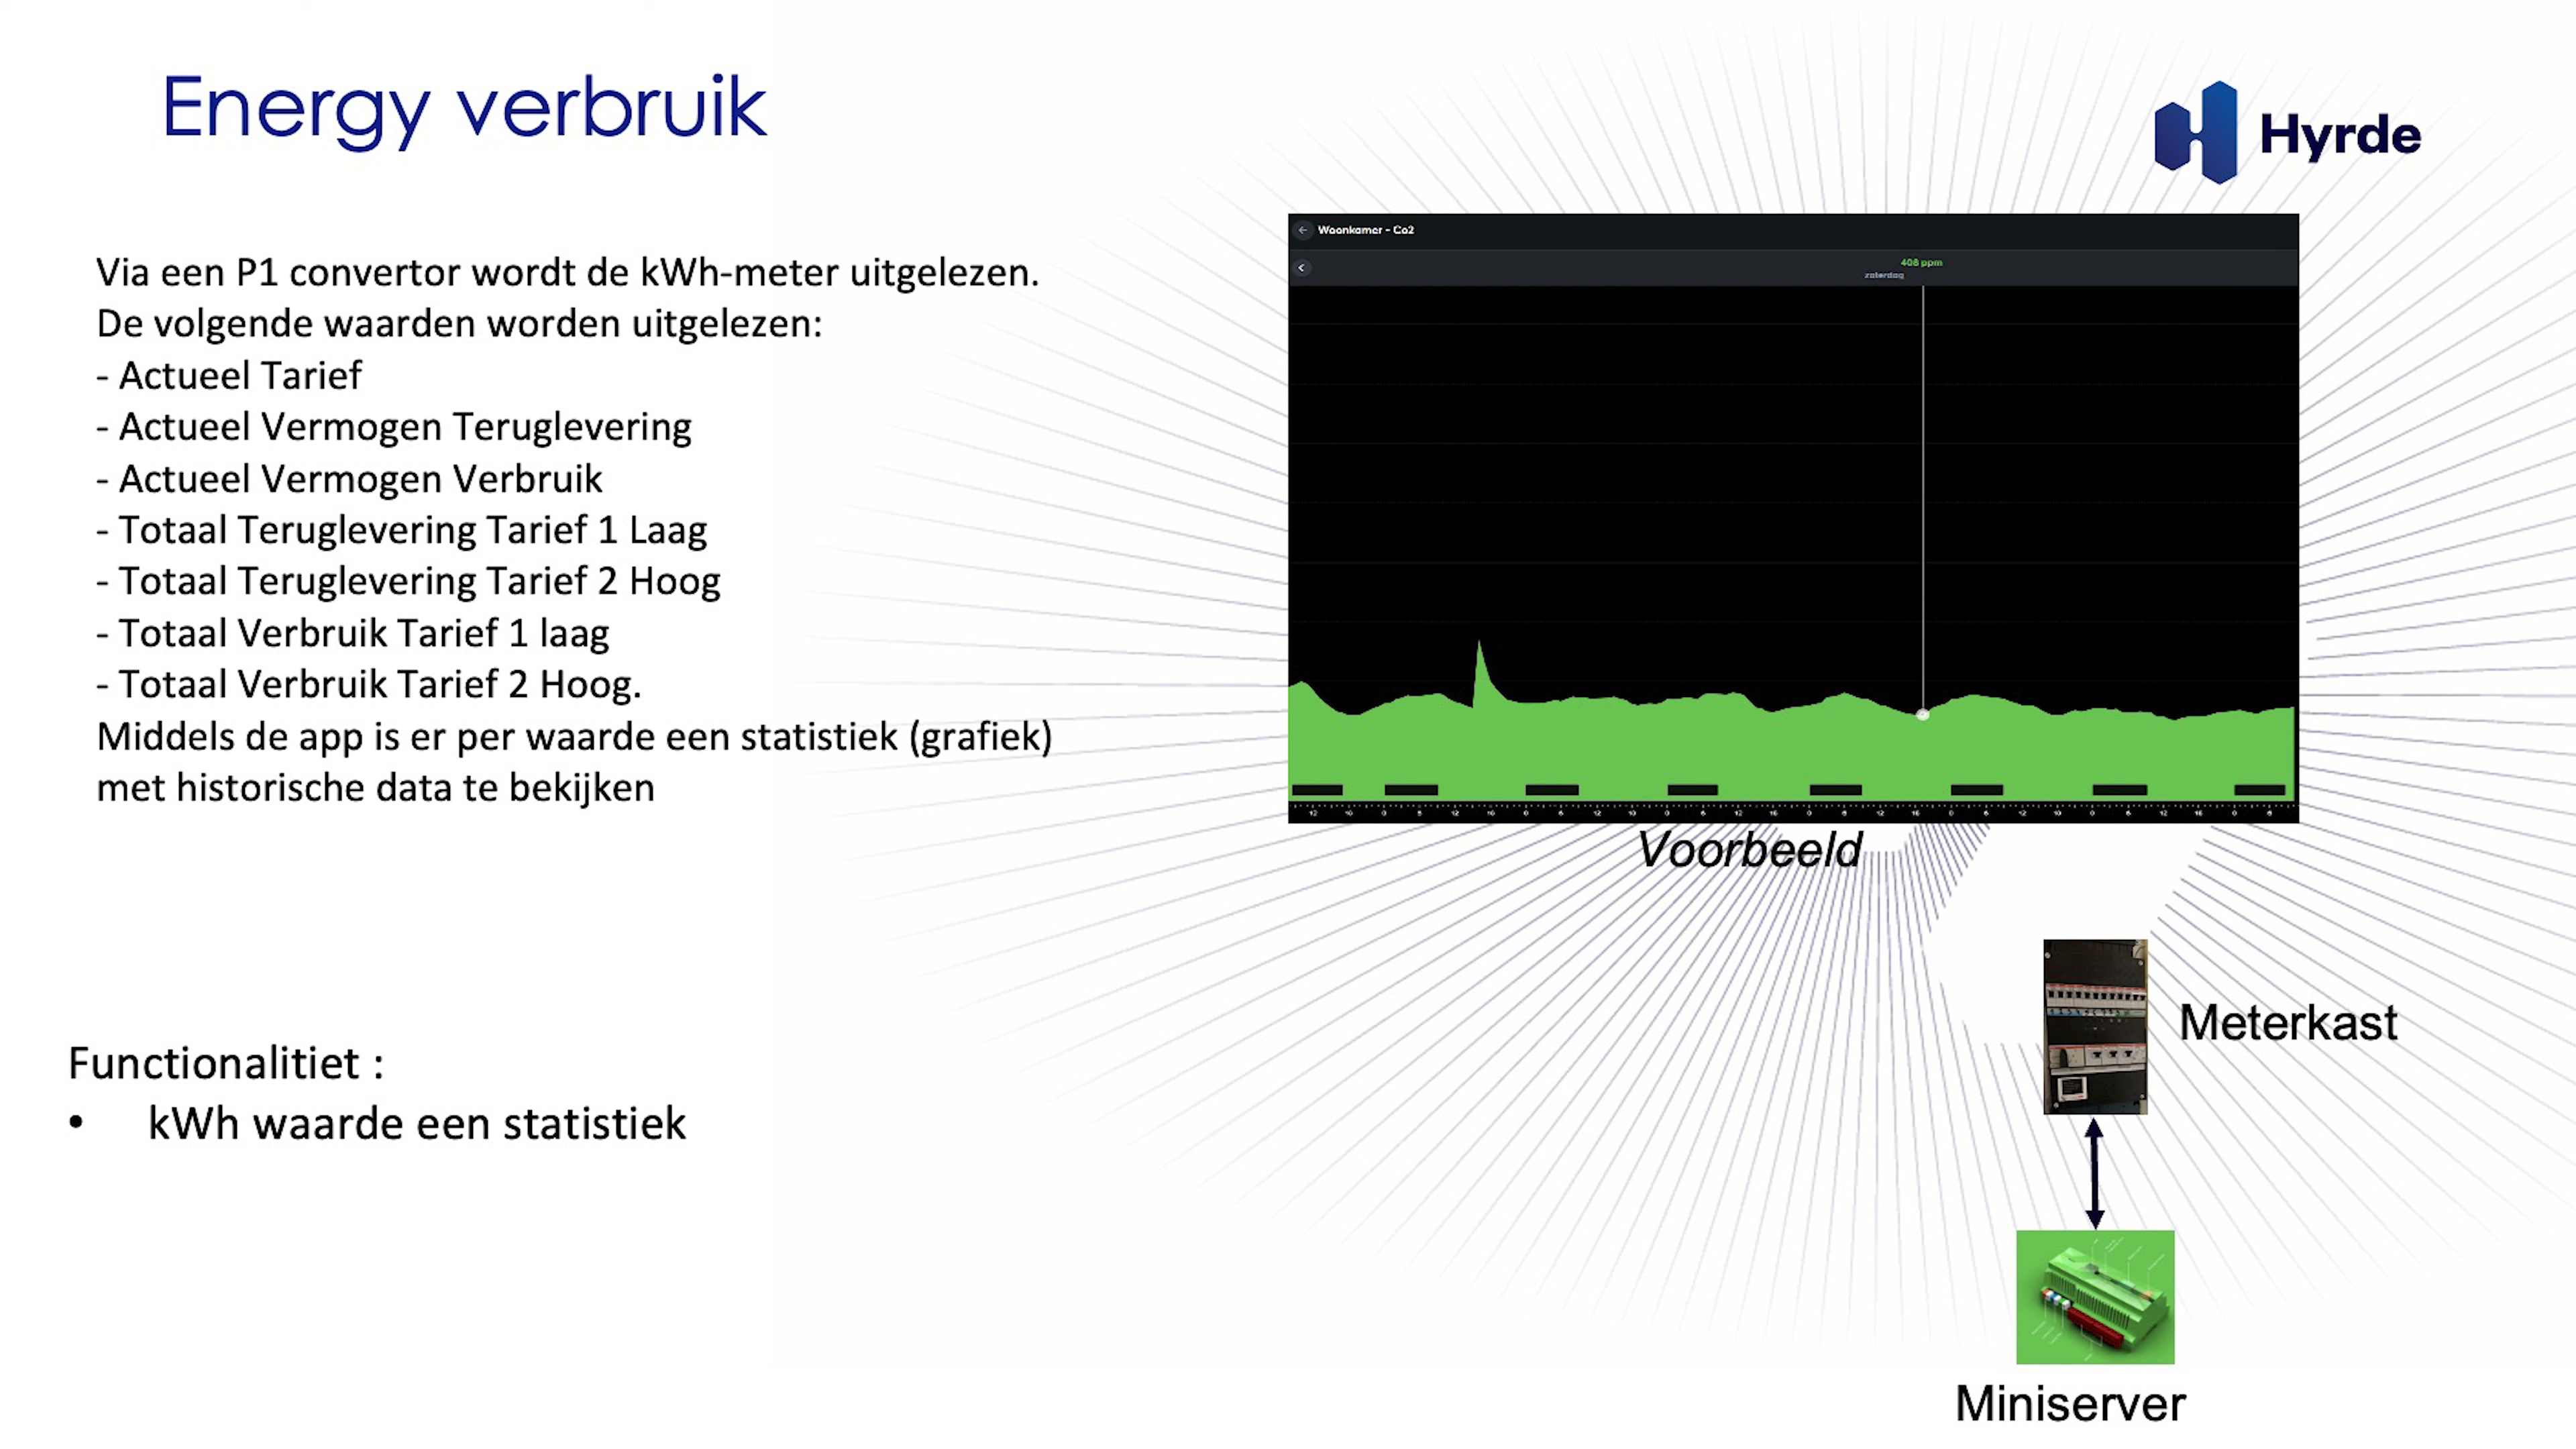 Energy verbruik
Hyrde
Via een P1 convertor wordt de kWh-meter uitgelezen.
De volgende waarden worden uitgelezen:
- Actueel Tarief
- Actueel Vermogen Teruglevering
- Actueel Vermogen Verbruik
- Totaal Teruglevering Tarief 1 Laag
- Totaal Teruglevering Tarief 2 Hoog
- Totaal Verbruik Tarief 1 laag
- Totaal Verbruik Tarief 2 Hoog.
Middels de app is er per waarde een statistiek (grafiek)
met historische data te bekijken
Woonkamer - Co2
408 ppm
zaterdag
Voorbeeld
Functionalitiet :
• kWh waarde een statistiek
Meterkast
Miniserver